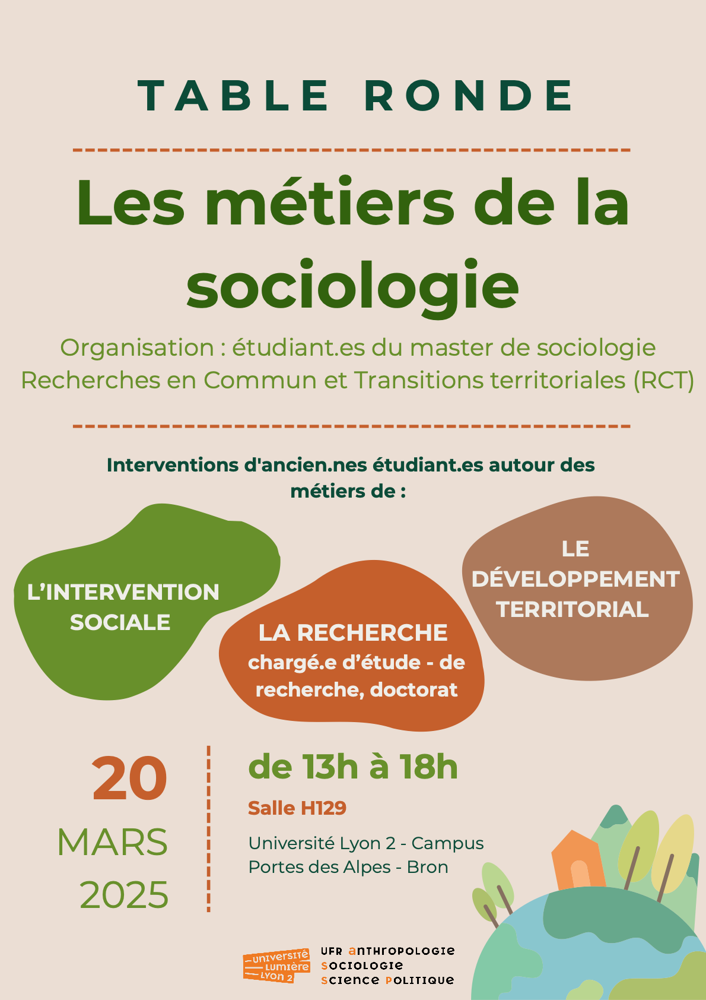 TABLE RONDE
Les métiers de la
sociologie
Organisation : étudiant.es du master de sociologie
Recherches en Commun et Transitions territoriales (RCT)
Interventions d'ancien.nes étudiant.es autour des
métiers de :
L’INTERVENTION
SOCIALE
LA RECHERCHE
chargé.e d’étude - de
recherche, doctorat
LE
DÉVELOPPEMENT
TERRITORIAL
20
MARS
2025
de 13h à 18h
Salle H129
Université Lyon 2 - Campus
Portes des Alpes - Bron
université
Lumière
Lyon 2
UFR anthropologie
Sociologie
Science Politique